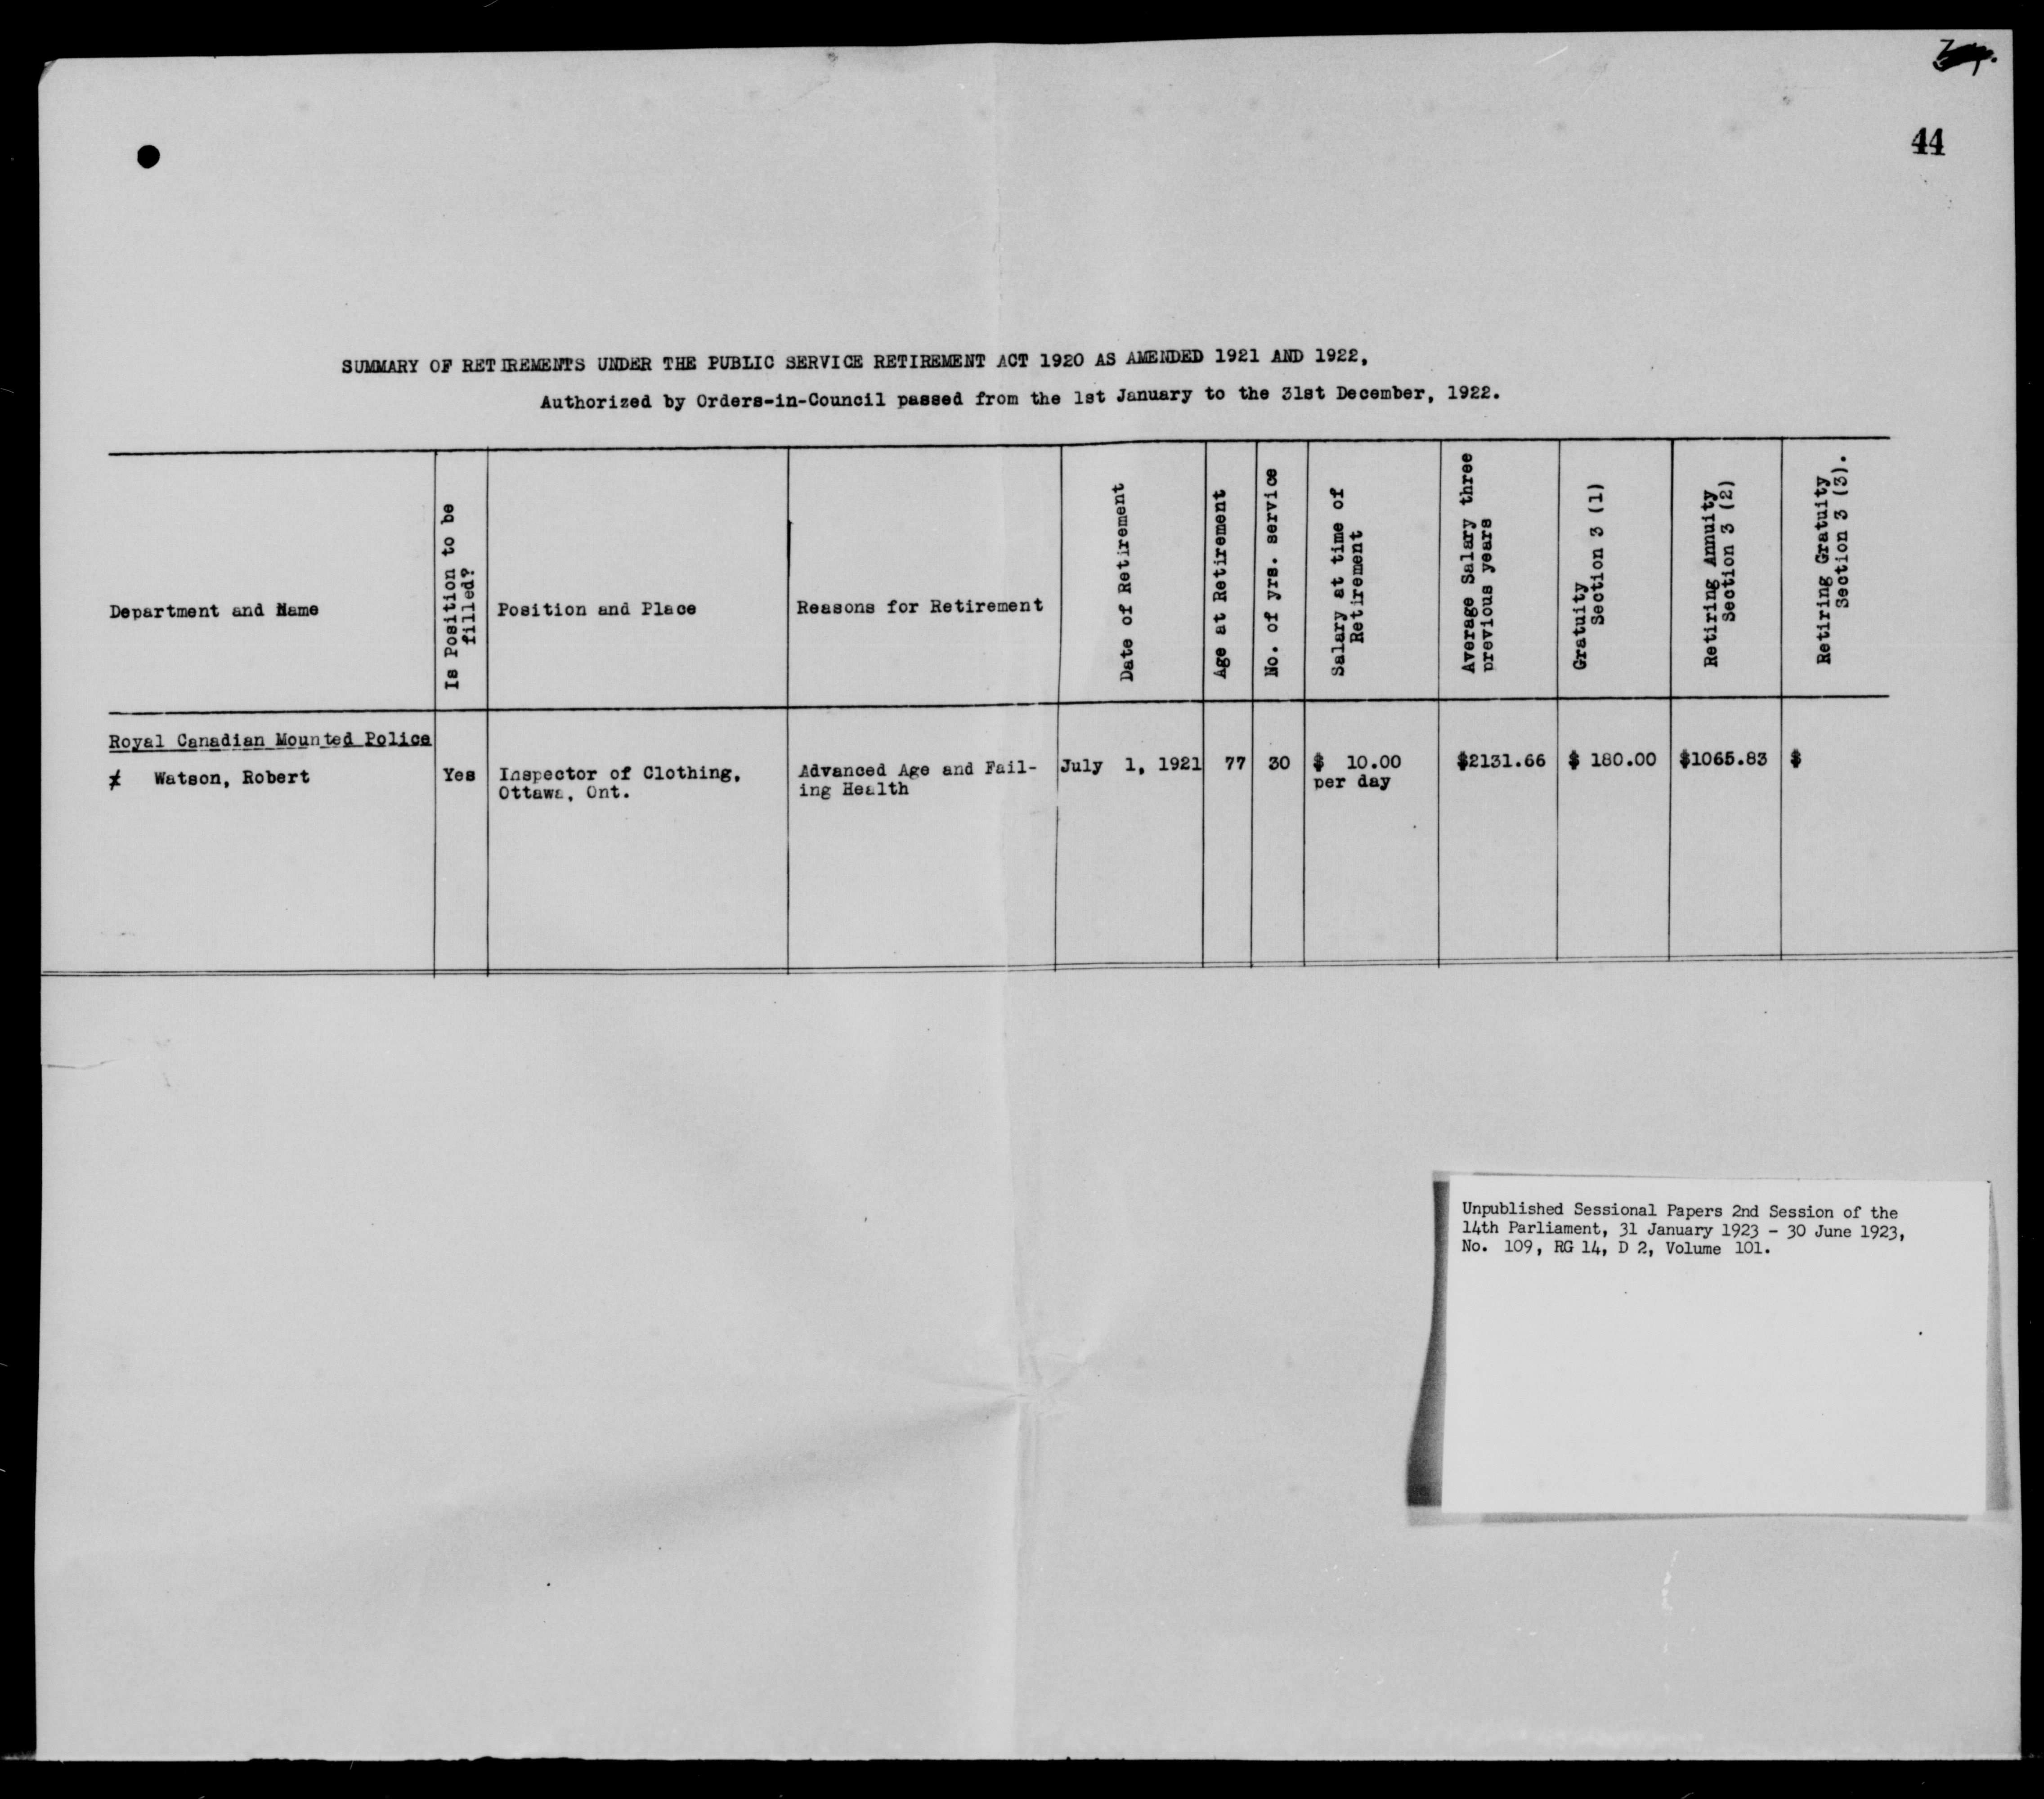 44
SUMMARY OF RETIREMENTS UNDER THE PUBLIC SERVICE RETIREMENT ACT 1920 AS AMENDED 1921 AND 1922,
Authorized by Orders-in-Council passed from the 1st January to the 31st December, 1922.
Department and Name
Is Position to be
filled?
Position and Place
Reasons for Retirement
Date of Retirement
Age at Retirement
No. of yrs. service
Salary at time of
Retirement
Average Salary three
previous years
Gratuity
Section 3 (1)
Retiring Annuity
Section 3 (2)
Retiring Gratuity
Section 3 (3).
Royal Canadian Mounted Police
≠ Watson, Robert
Yes
Inspector of Clothing,
Ottawa, Ont.
Advanced Age and Fail-
ing Health
July 1, 1921
77
30
$ 10.00
per day
$2131.66
$ 180.00
$1065.83
$
Unpublished Sessional Papers 2nd Session of the
14th Parliament, 31 January 1923 - 30 June 1923,
No. 109, RG 14, D 2, Volume 101.